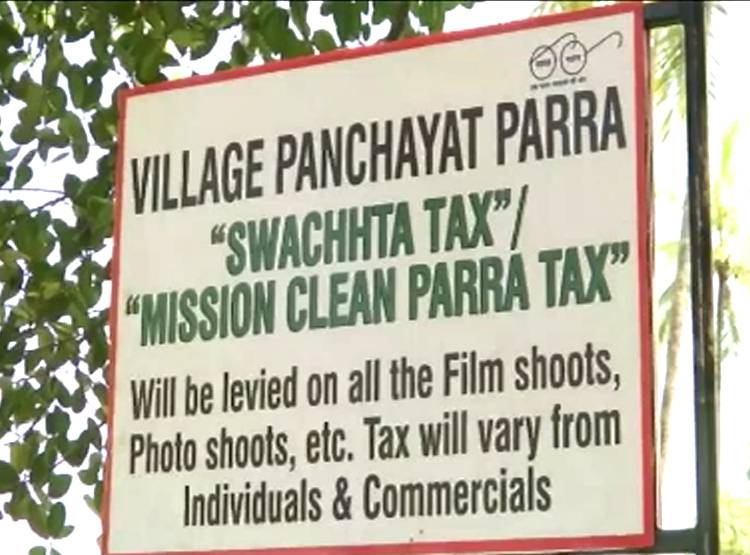 VILLAGE PANCHAYAT PARRA
“SWACHHTA TAX”/
“MISSION CLEAN PARRA TAX”
Will be levied on all the Film shoots,
Photo shoots, etc. Tax will vary from
Individuals & Commercials